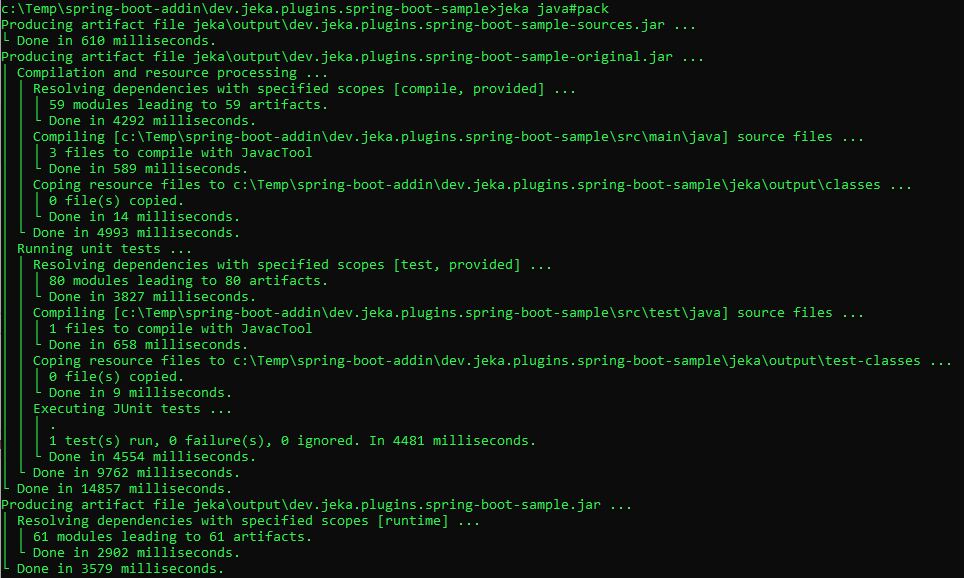 c:\Temp\spring-boot-addin\dev.jeka.plugins.spring-boot-sample>jeka java#pack
Producing artifact file jeka\output\dev.jeka.plugins.spring-boot-sample-sources.jar ...
Done in 610 milliseconds.
Producing artifact file jeka\output\dev.jeka.plugins.spring-boot-sample-original.jar ...
Compilation and resource processing ...
Resolving dependencies with specified scopes [compile, provided] ...
59 modules leading to 59 artifacts.
Done in 4292 milliseconds.
Compiling [c:\Temp\spring-boot-addin\dev.jeka.plugins.spring-boot-sample\src\main\java] source files ...
3 files to compile with JavacTool
Done in 589 milliseconds.
Coping resource files to c:\Temp\spring-boot-addin\dev.jeka.plugins.spring-boot-sample\jeka\output\classes ...
0 file(s) copied.
Done in 14 milliseconds.
Done in 4993 milliseconds.
Running unit tests ...
Resolving dependencies with specified scopes [test, provided] ...
80 modules leading to 80 artifacts.
Done in 3827 milliseconds.
Compiling [c:\Temp\spring-boot-addin\dev.jeka.plugins.spring-boot-sample\src\test\java] source files ...
1 files to compile with JavacTool
Done in 658 milliseconds.
Coping resource files to c:\Temp\spring-boot-addin\dev.jeka.plugins.spring-boot-sample\jeka\output\test-classes ...
0 file(s) copied.
Done in 9 milliseconds.
Executing JUnit tests ...
.
1 test(s) run, 0 failure(s), 0 ignored. In 4481 milliseconds.
Done in 4554 milliseconds.
Done in 9762 milliseconds.
Done in 14857 milliseconds.
Producing artifact file jeka\output\dev.jeka.plugins.spring-boot-sample.jar ...
Resolving dependencies with specified scopes [runtime] ...
61 modules leading to 61 artifacts.
Done in 2902 milliseconds.
Done in 3579 milliseconds.